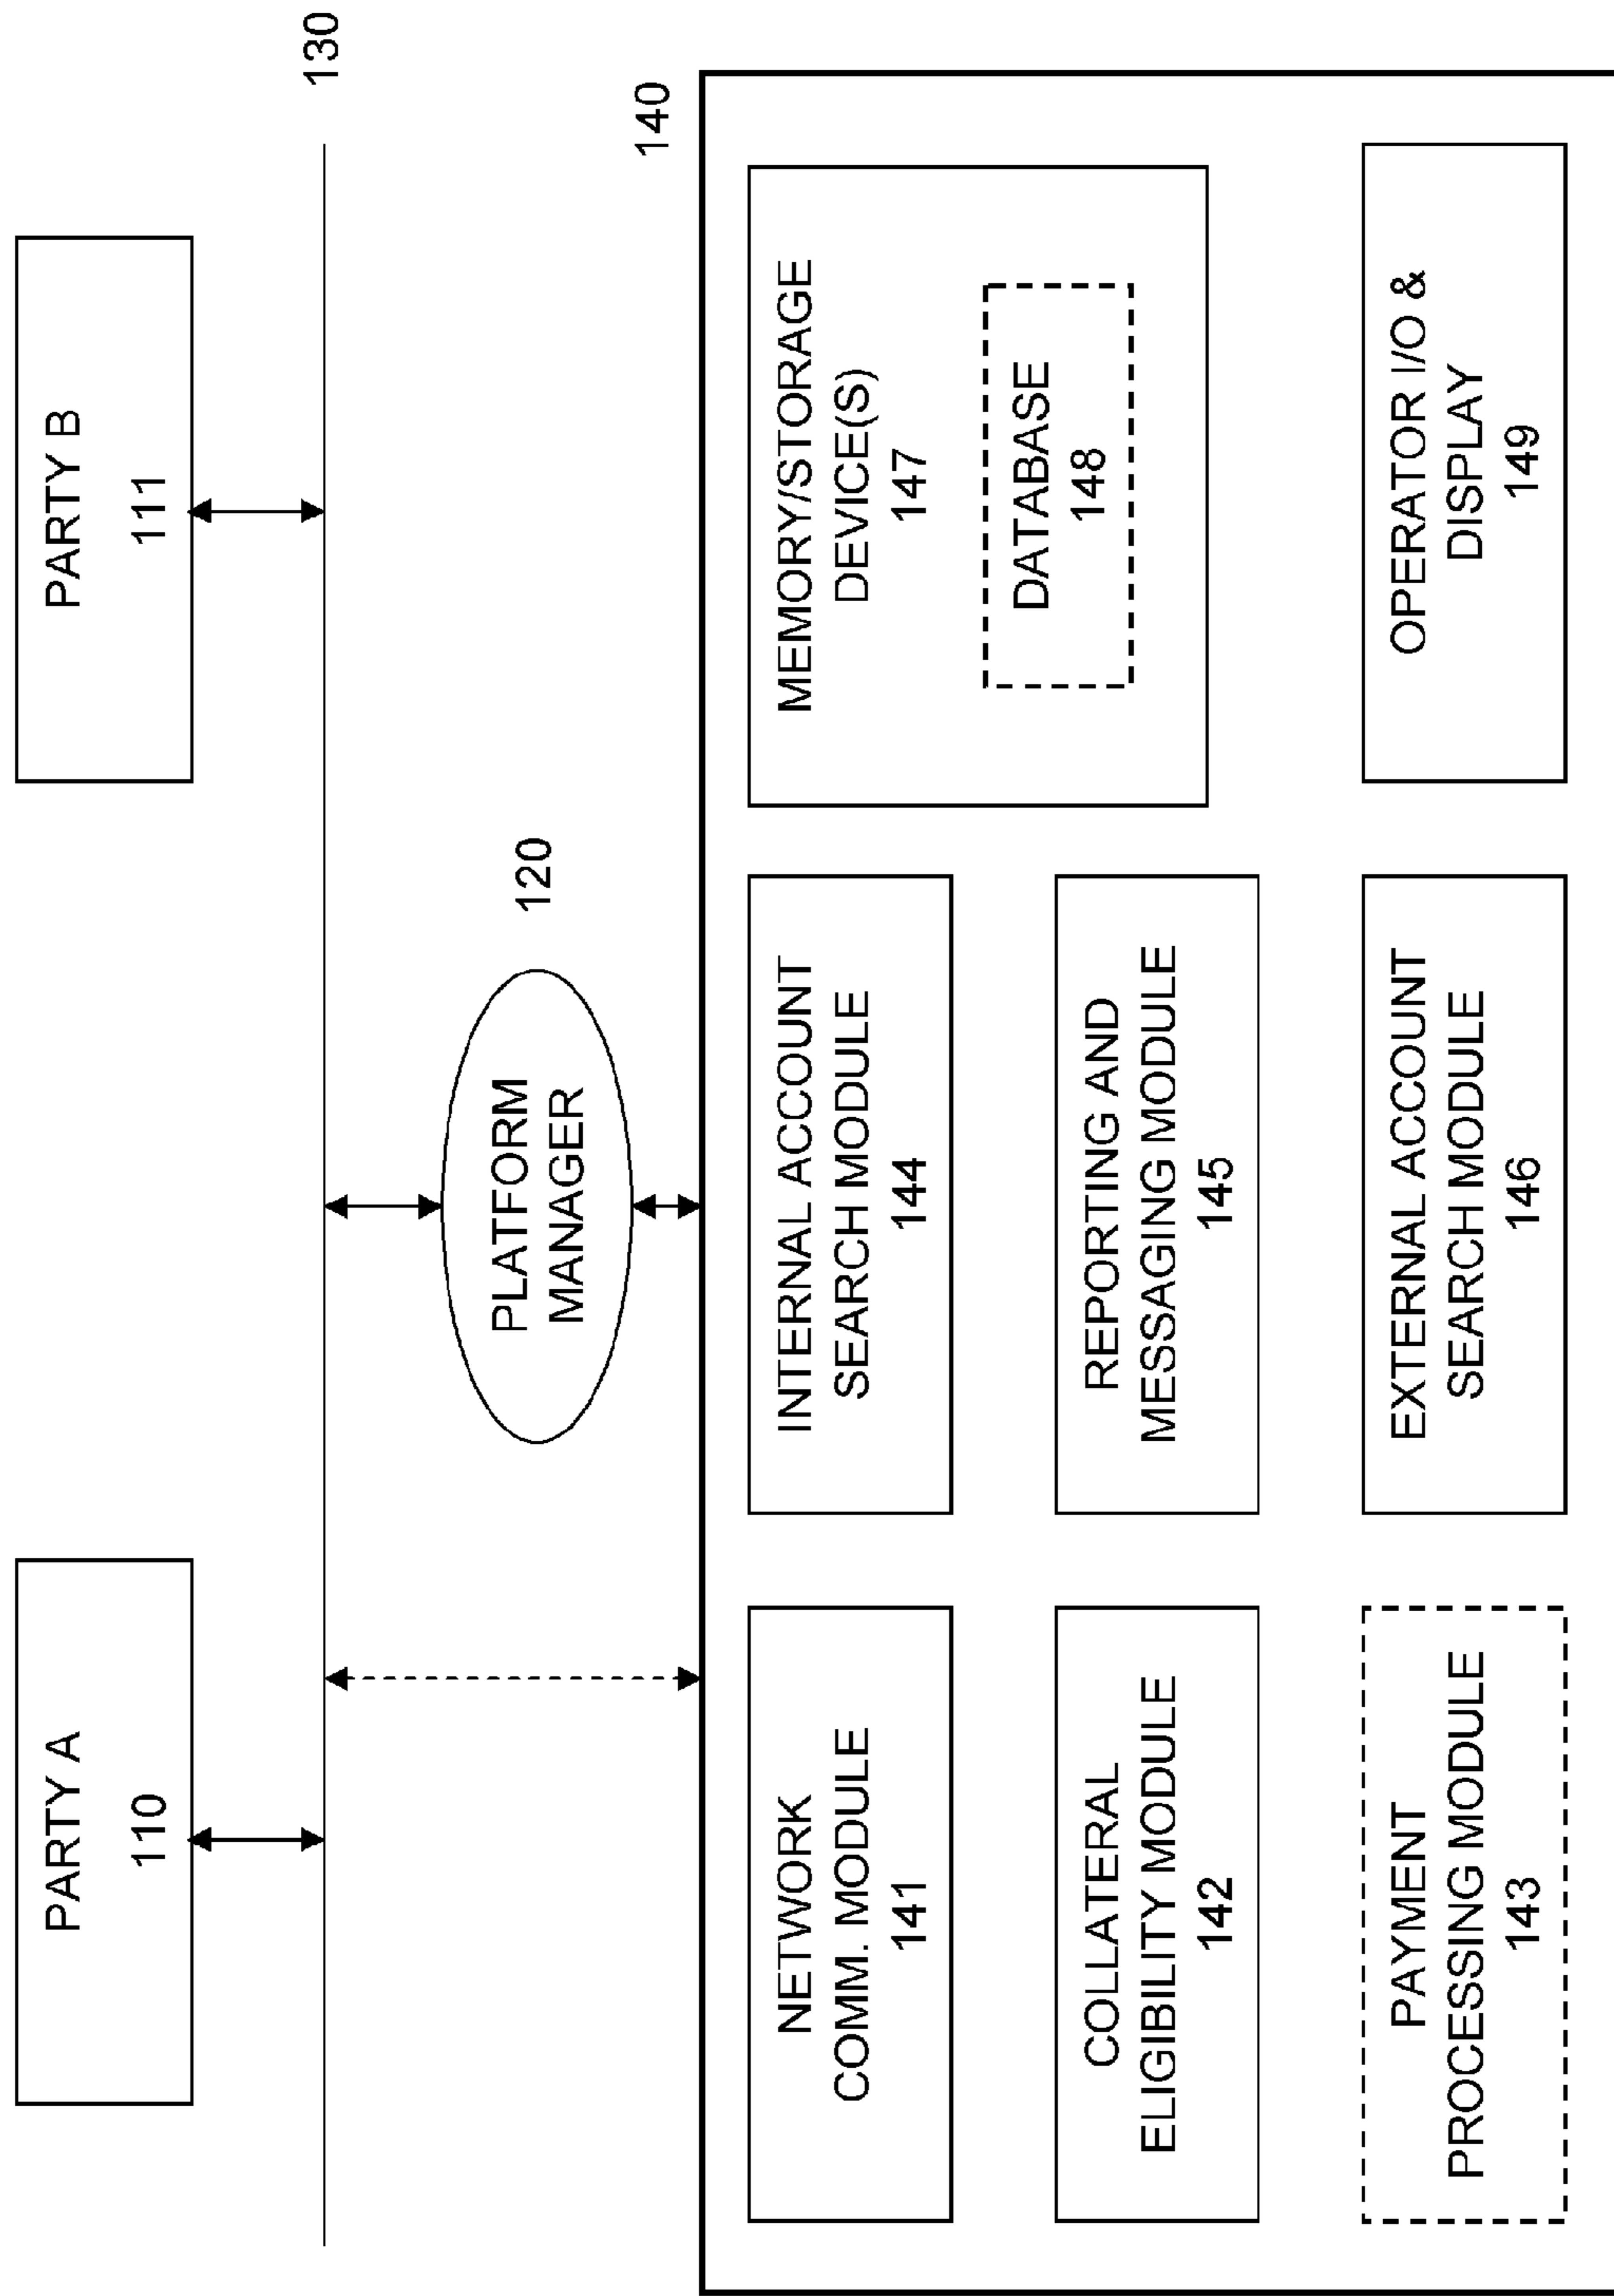 PARTY A
110
PARTY B
111
130
PLATFORM
MANAGER
120
140
NETWORK
COMM. MODULE
141
INTERNAL ACCOUNT
SEARCH MODULE
144
MEMORY/STORAGE
DEVICE(S)
147
DATABASE
148
COLLATERAL
ELIGIBILITY MODULE
142
REPORTING AND
MESSAGING MODULE
145
PAYMENT
PROCESSING MODULE
143
EXTERNAL ACCOUNT
SEARCH MODULE
146
OPERATOR I/O &
DISPLAY
149